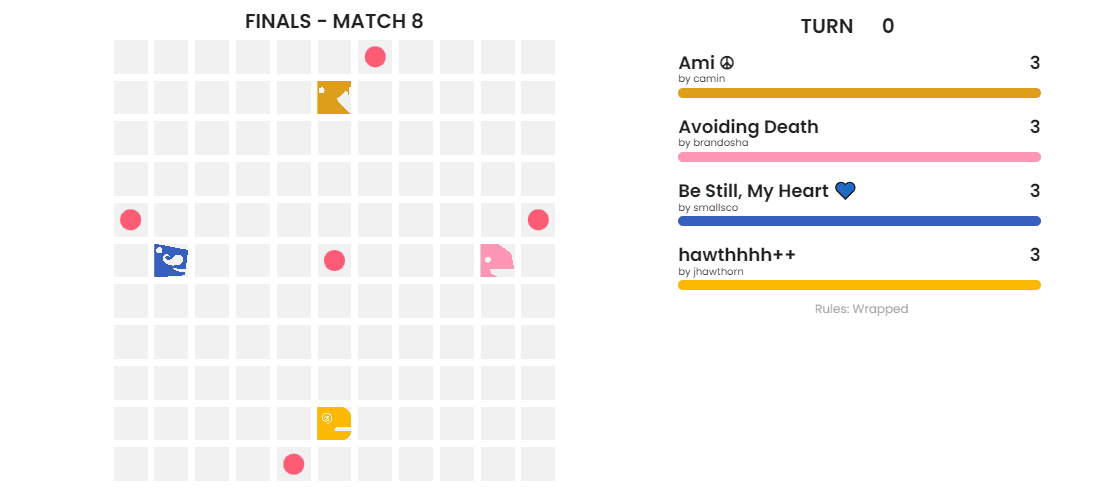 FINALS - MATCH 8
TURN 0
Ami ☮ 3
by camin
Avoiding Death 3
by brandosha
Be Still, My Heart 💙 3
by smallsco
hawthhhh++ 3
by jhawthorn
Rules: Wrapped